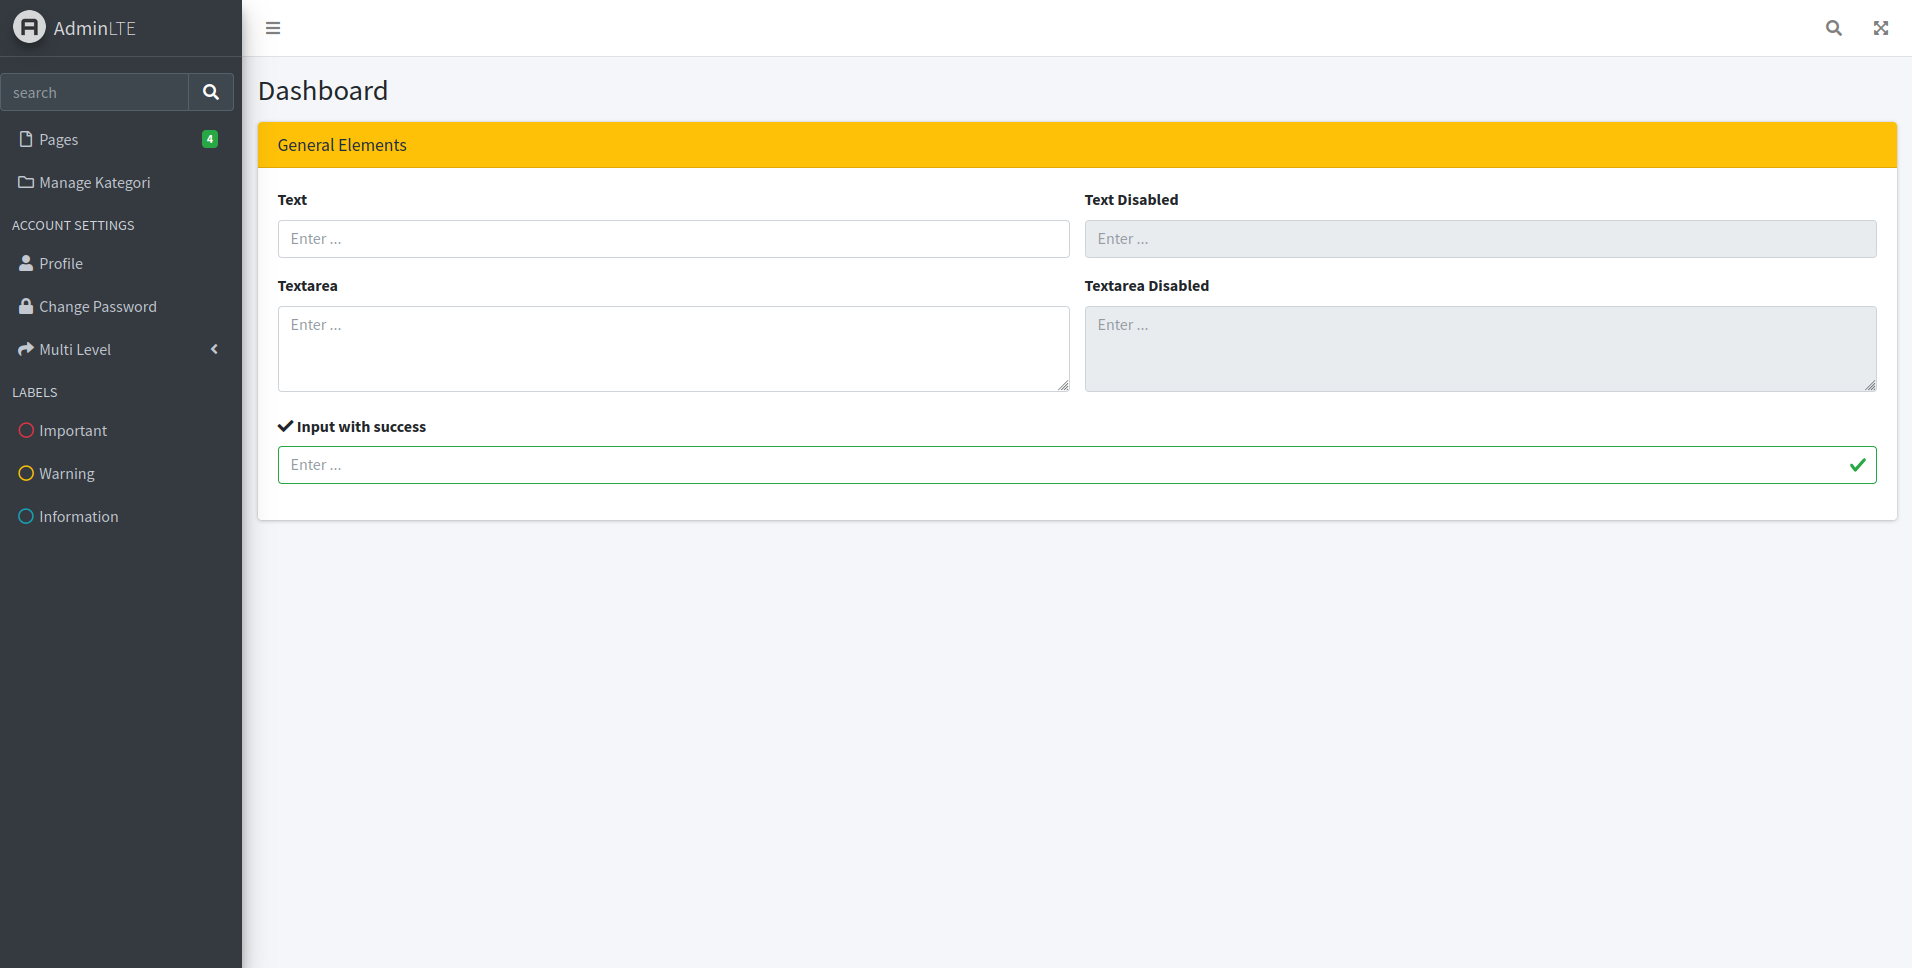 AdminLTE
search
Pages 4
Manage Kategori
ACCOUNT SETTINGS
Profile
Change Password
Multi Level
LABELS
Important
Warning
Information
Dashboard
General Elements
Text
Enter ...
Text Disabled
Enter ...
Textarea
Enter ...
Textarea Disabled
Enter ...
Input with success
Enter ...